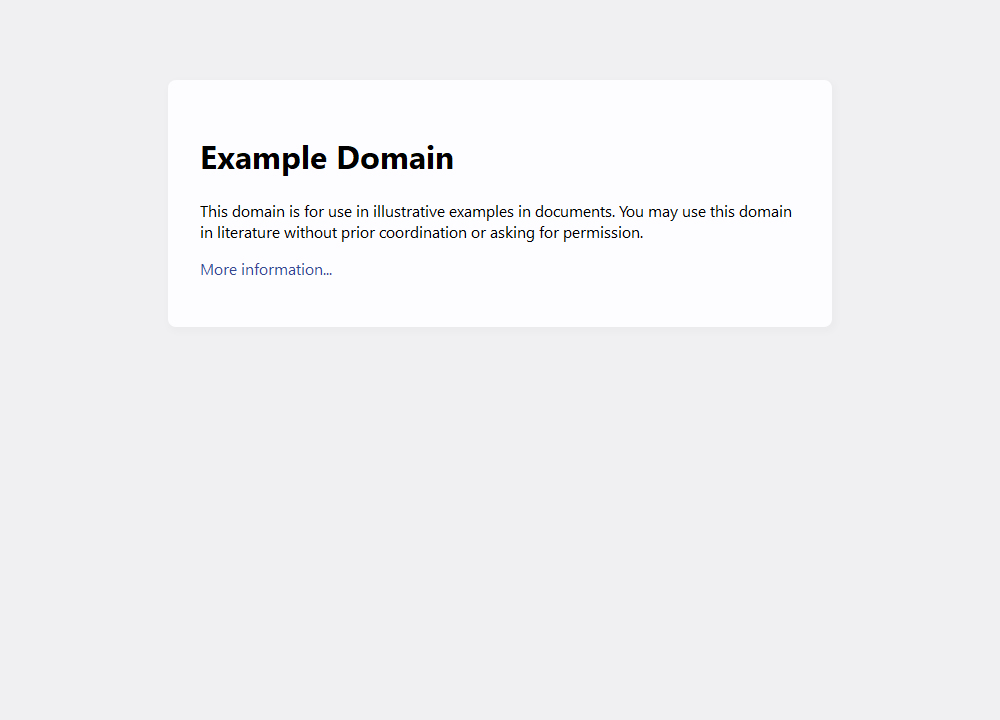 Example Domain
This domain is for use in illustrative examples in documents. You may use this domain
in literature without prior coordination or asking for permission.
More information...